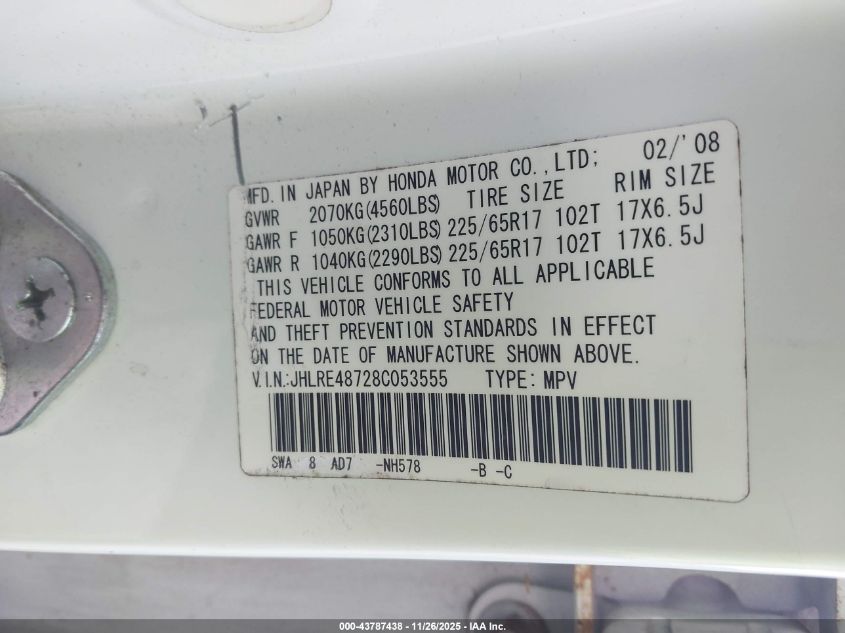 MFD. IN JAPAN BY HONDA MOTOR CO., LTD; 02/'08
GVWR 2070KG(4560LBS) TIRE SIZE RIM SIZE
GAWR F 1050KG(2310LBS) 225/65R17 102T 17X6.5J
GAWR R 1040KG(2290LBS) 225/65R17 102T 17X6.5J
THIS VEHICLE CONFORMS TO ALL APPLICABLE
FEDERAL MOTOR VEHICLE SAFETY
AND THEFT PREVENTION STANDARDS IN EFFECT
ON THE DATE OF MANUFACTURE SHOWN ABOVE.
V.I.N.:JHLRE48728C053555 TYPE: MPV
SWA 8 AD7 -NH578 -B -C
000-43787438 - 11/26/2025 - IAA Inc.